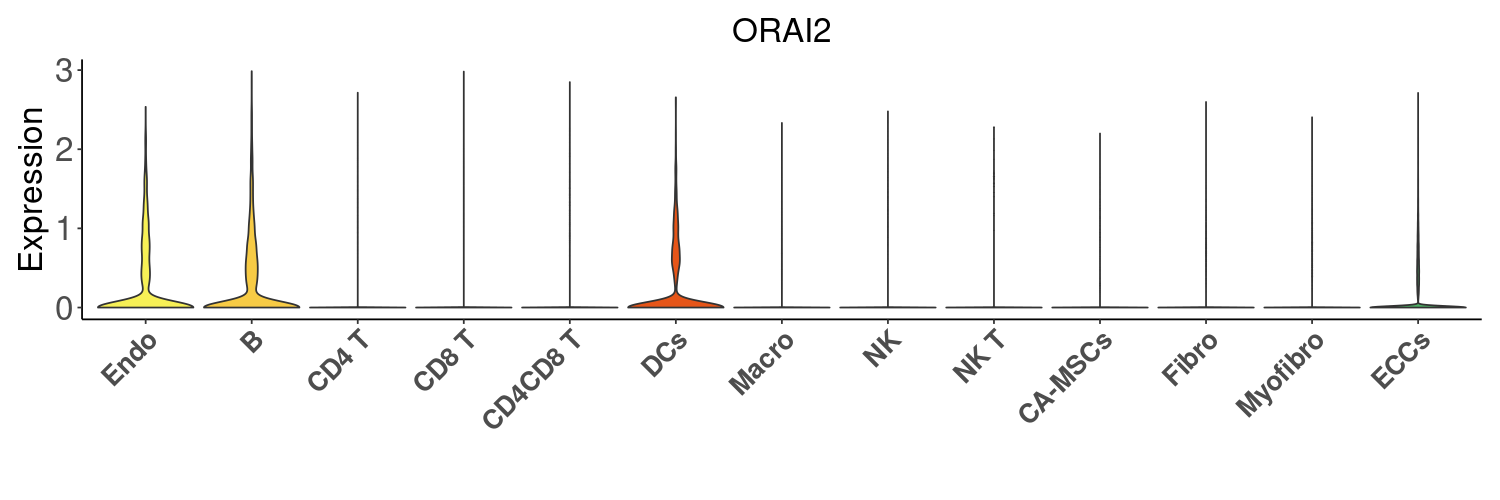 ORAI2
Expression
3
2
1
0
Endo
B
CD4 T
CD8 T
CD4CD8 T
DCs
Macro
NK
NK T
CA-MSCs
Fibro
Myofibro
ECCs